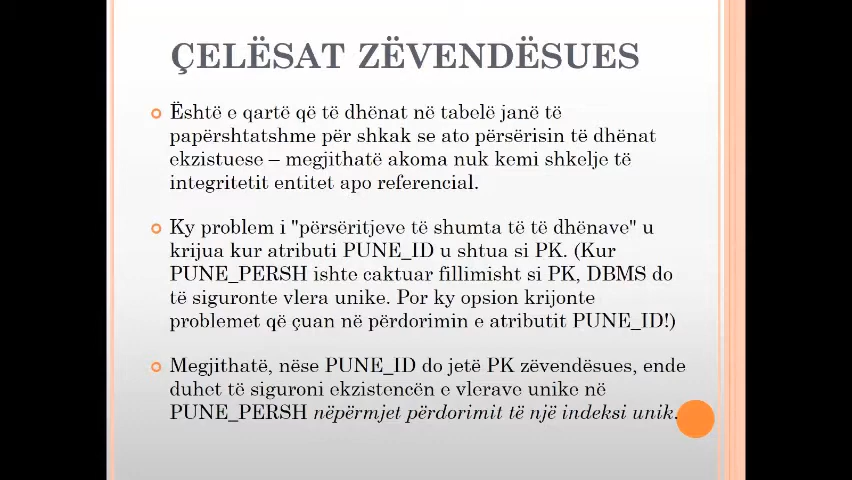 ÇELËSAT ZËVENDËSUES
Është e qartë që të dhënat në tabelë janë të
papërshtatshme për shkak se ato përsërisin të dhënat
ekzistuese – megjithatë akoma nuk kemi shkelje të
integritetit entitet apo referencial.
Ky problem i "përsëritjeve të shumta të të dhënave" u
krijua kur atributi PUNE_ID u shtua si PK. (Kur
PUNE_PERSH ishte caktuar fillimisht si PK, DBMS do
të siguronte vlera unike. Por ky opsion krijonte
problemet që çuan në përdorimin e atributit PUNE_ID!)
Megjithatë, nëse PUNE_ID do jetë PK zëvendësues, ende
duhet të siguroni ekzistencën e vlerave unike në
PUNE_PERSH nëpërmjet përdorimit të një indeksi unik.